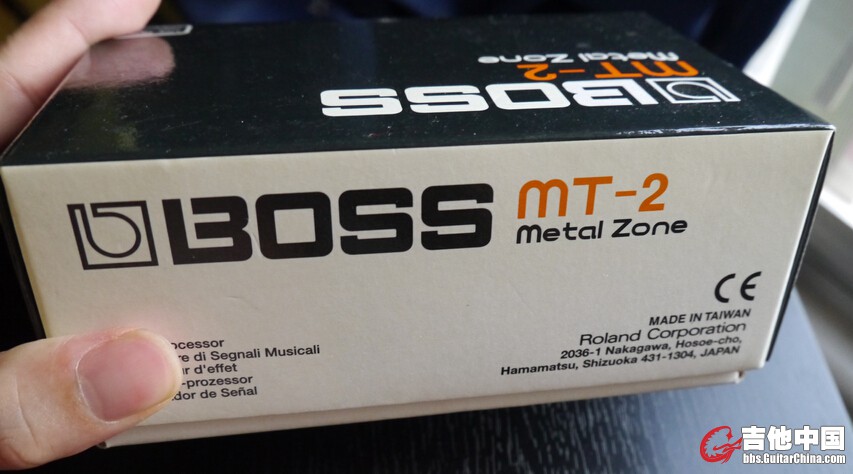 Metal Zone
MT-2
BOSS
BOSS
MT-2
Metal Zone
CE
MADE IN TAIWAN
Roland Corporation
2036-1 Nakagawa, Hosoe-cho,
Hamamatsu, Shizuoka 431-1304, JAPAN
di Segnali Musicali
d'effet
de Señal
吉他中国
bbs.GuitarChina.com